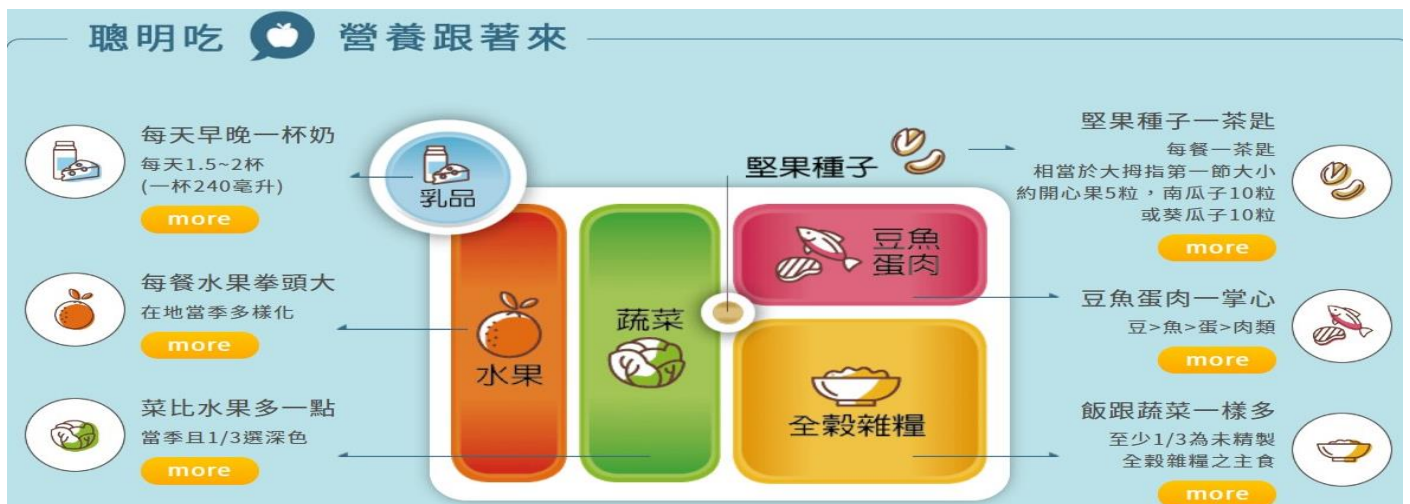 聰明吃 營養跟著來
每天早晚一杯奶
每天1.5~2杯
(一杯240毫升)
more
每餐水果拳頭大
在地當季多樣化
more
菜比水果多一點
當季且1/3選深色
more
乳品
水果
蔬菜
堅果種子
豆魚
蛋肉
全穀雜糧
堅果種子一茶匙
每餐一茶匙
相當於大拇指第一節大小
約開心果5粒，南瓜子10粒
或葵瓜子10粒
more
豆魚蛋肉一掌心
豆>魚>蛋>肉類
more
飯跟蔬菜一樣多
至少1/3為未精製
全穀雜糧之主食
more